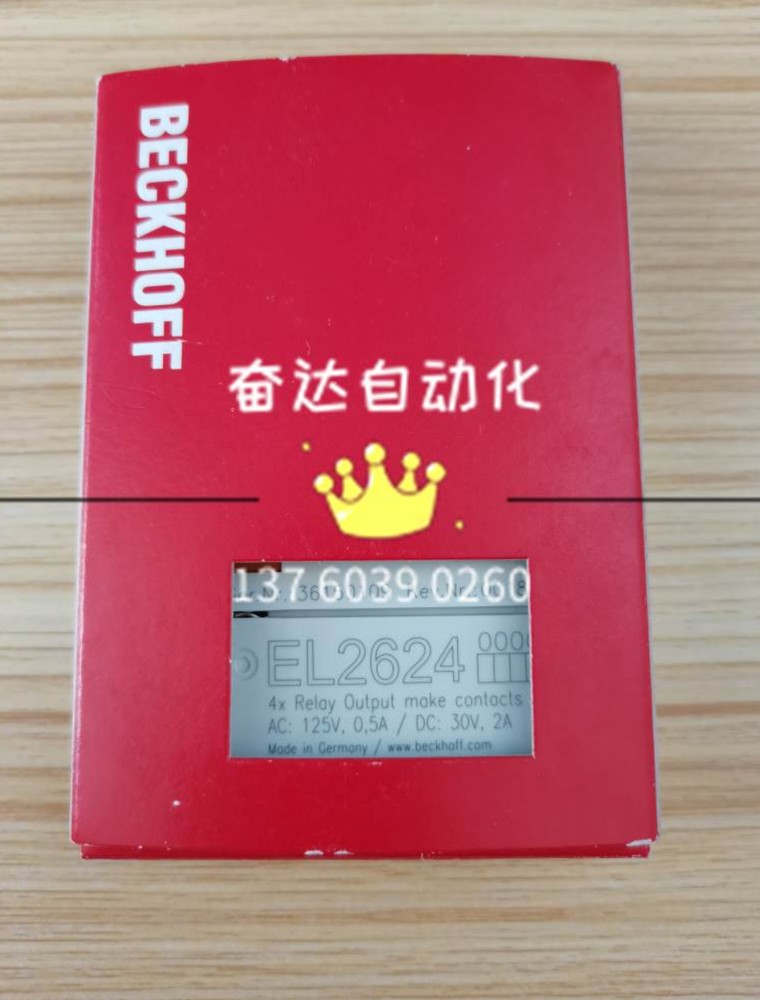 BECKHOFF
奋达自动化
137 6039 0260
EL2624
4x Relay Output make contacts
AC: 125V, 0,5A / DC: 30V, 2A
Made in Germany / www.beckhoff.com